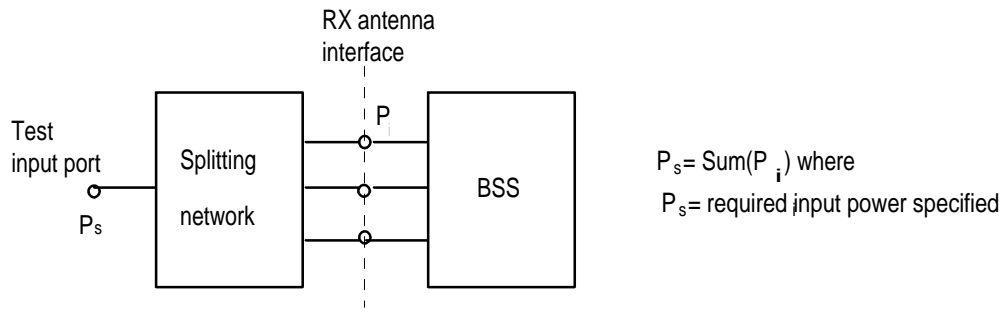 RX antenna
interface
P i
Test
input port
Splitting
network
BSS
Ps
Ps= Sum(P i) where
Ps= required input power specified